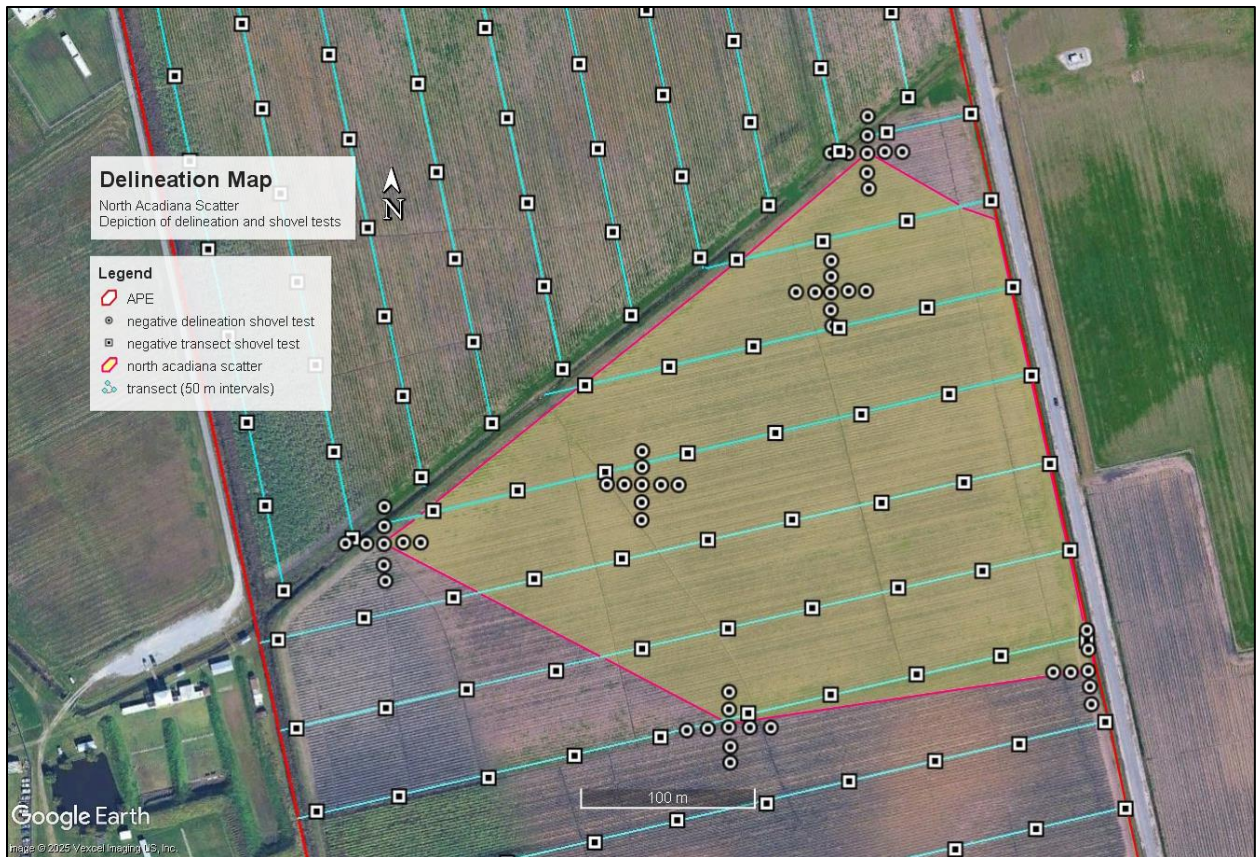 Delineation Map
North Acadiana Scatter
Depiction of delineation and shovel tests
N
Legend
APE
negative delineation shovel test
negative transect shovel test
north acadiana scatter
transect (50 m intervals)
100 m
Google Earth
Image © 2025 Vexcel Imaging US, Inc.